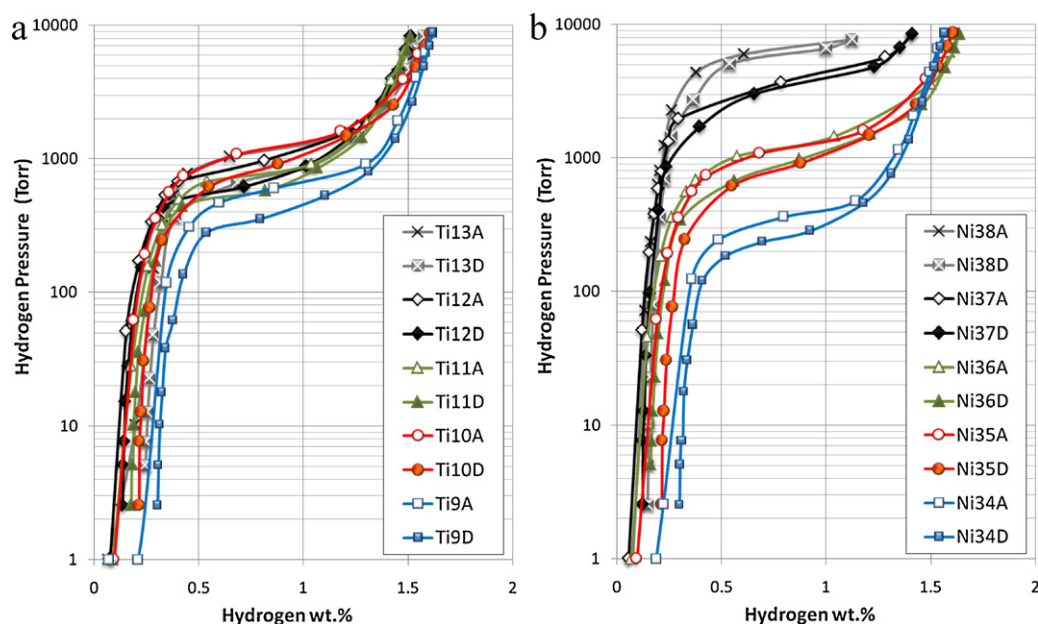 a
10000
1000
100
10
1
Hydrogen Pressure (Torr)
0
0.5
1
1.5
2
Hydrogen wt.%
Ti13A
Ti13D
Ti12A
Ti12D
Ti11A
Ti11D
Ti10A
Ti10D
Ti9A
Ti9D
b
10000
1000
100
10
1
Hydrogen Pressure (Torr)
0
0.5
1
1.5
2
Hydrogen wt.%
Ni38A
Ni38D
Ni37A
Ni37D
Ni36A
Ni36D
Ni35A
Ni35D
Ni34A
Ni34D